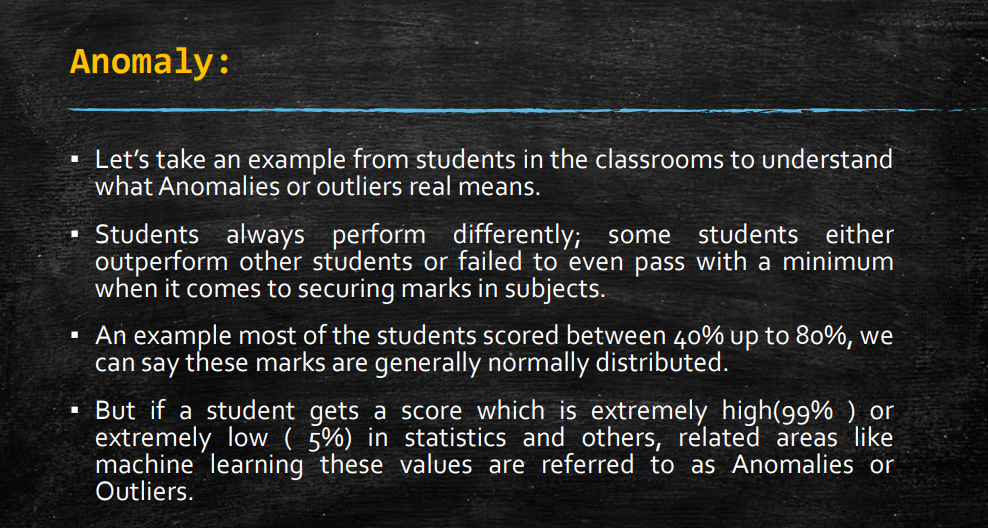 Anomaly:
▪ Let’s take an example from students in the classrooms to understand
what Anomalies or outliers real means.
▪ Students always perform differently; some students either
outperform other students or failed to even pass with a minimum
when it comes to securing marks in subjects.
▪ An example most of the students scored between 40% up to 80%, we
can say these marks are generally normally distributed.
▪ But if a student gets a score which is extremely high(99% ) or
extremely low ( 5%) in statistics and others, related areas like
machine learning these values are referred to as Anomalies or
Outliers.